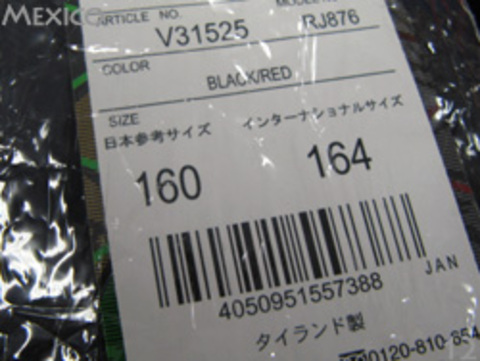 Mexico
ARTICLE NO.
V31525
RJ876
COLOR
BLACK/RED
SIZE
日本参考サイズ
インターナショナルサイズ
160
164
4050951557388
JAN
タイランド製
0120-810-654